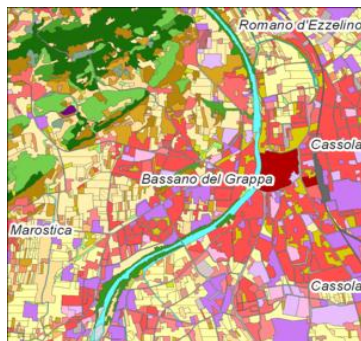 Romano d'Ezzelino
Cassola
Bassano del Grappa
Marostica
Cassola